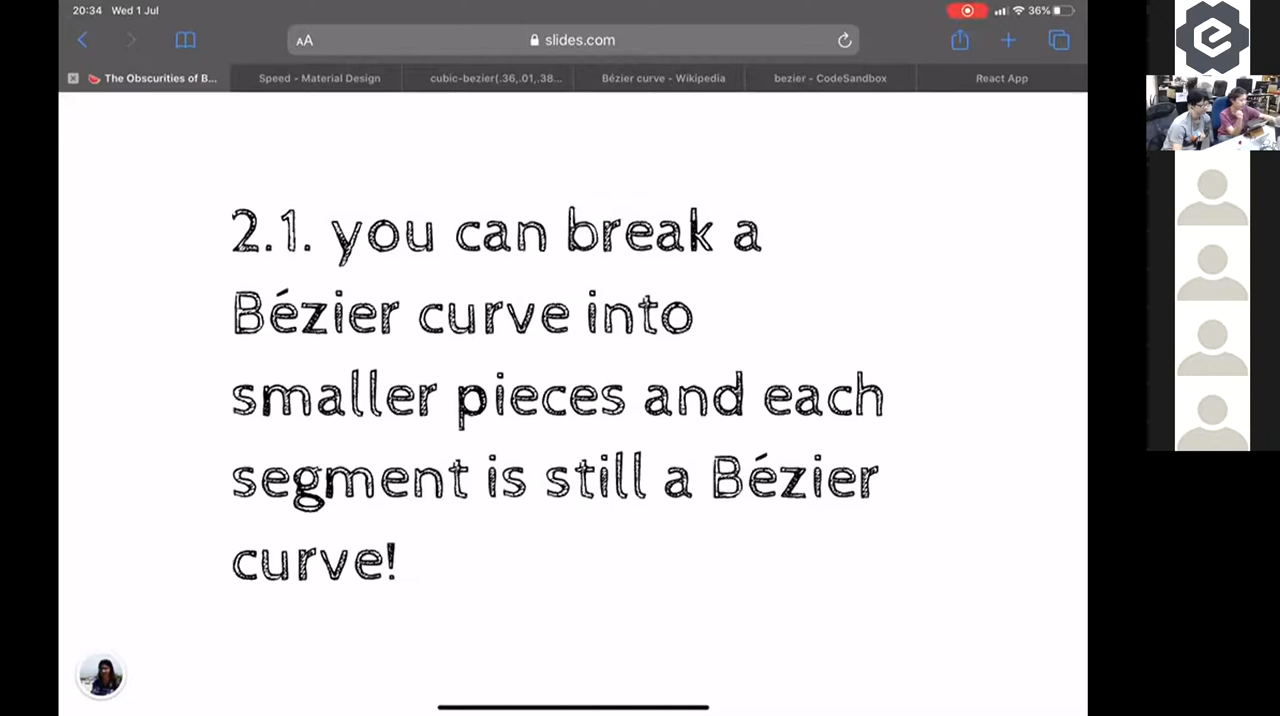 20:34 Wed 1 Jul
36%
AA
slides.com
🍉 The Obscurities of B...
Speed - Material Design
cubic-bezier(.36,.01,.38...
Bézier curve - Wikipedia
bezier - CodeSandbox
React App
2.1. you can break a
Bézier curve into
smaller pieces and each
segment is still a Bézier
curve!